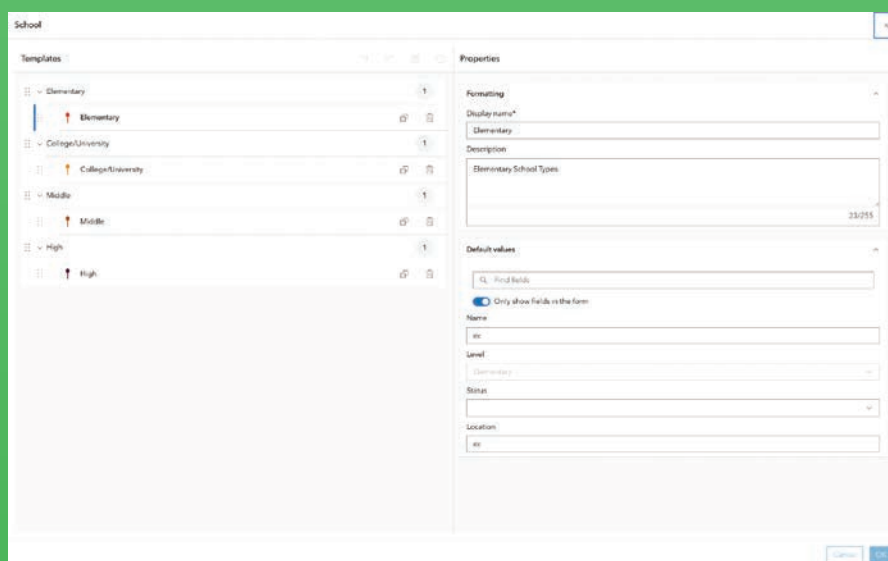 School
Templates
Properties
Elementary
1
Elementary
College/University
1
College/University
Middle
1
Middle
High
1
High
Formatting
Display name*
Elementary
Description
Elementary School Types
23/255
Default values
Find fields
Only show fields in the form
Name
Level
Elementary
Status
Location
Cancel